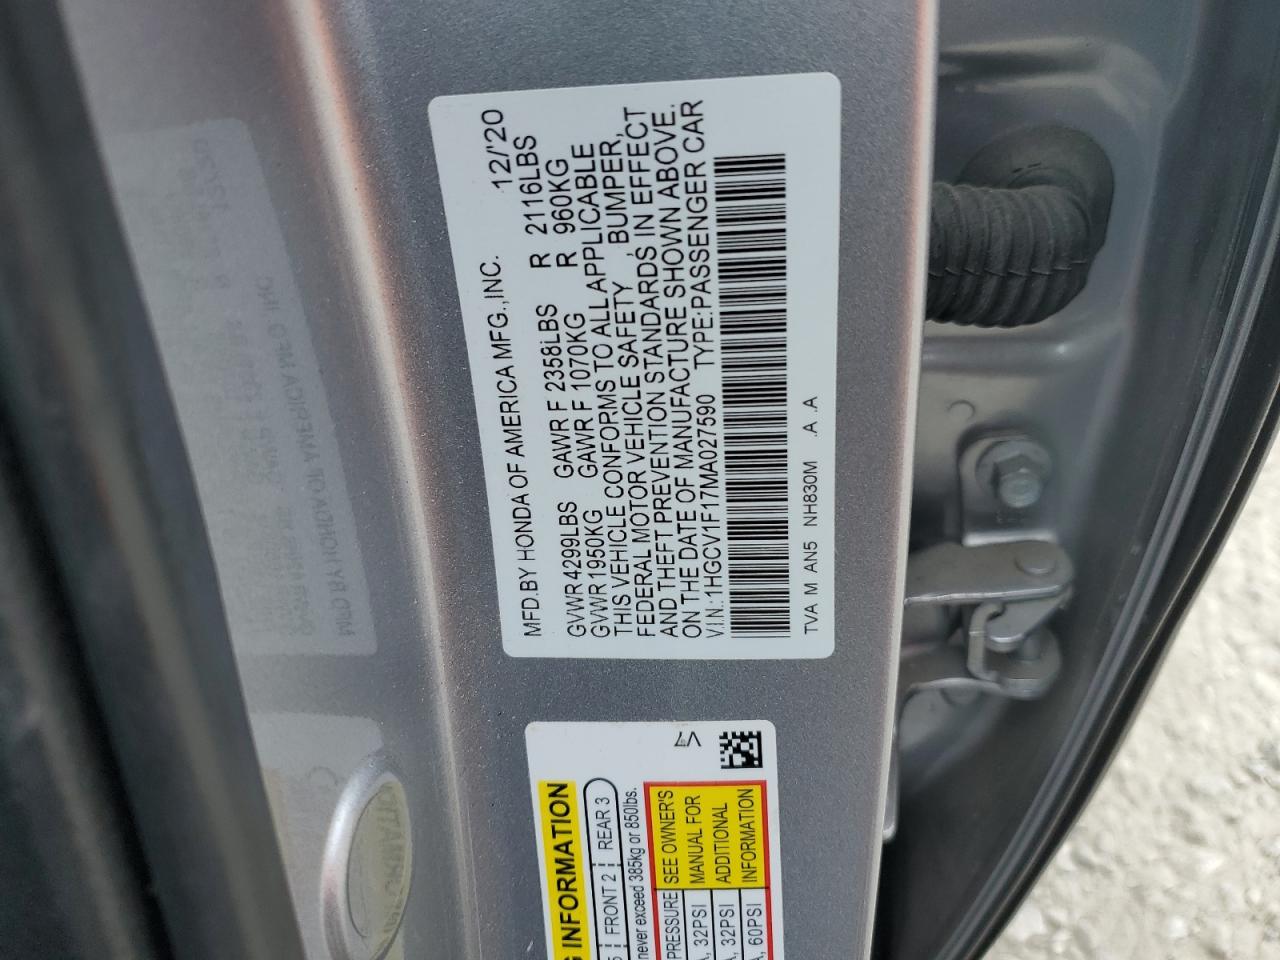 MFD.BY HONDA OF AMERICA MFG.,INC. 12/'20
GVWR 4299LBS GAWR F 2358LBS R 2116LBS
GVWR 1950KG GAWR F 1070KG R 960KG
THIS VEHICLE CONFORMS TO ALL APPLICABLE
FEDERAL MOTOR VEHICLE SAFETY, BUMPER,
AND THEFT PREVENTION STANDARDS IN EFFECT
ON THE DATE OF MANUFACTURE SHOWN ABOVE.
V.I.N.:1HGCV1F17MA027590 TYPE:PASSENGER CAR
TVA M AN5 NH830M .A .A
INFORMATION
FRONT 2 REAR 3
never exceed 385kg or 850lbs.
PRESSURE SEE OWNER'S
32PSI MANUAL FOR
32PSI ADDITIONAL
60PSI INFORMATION